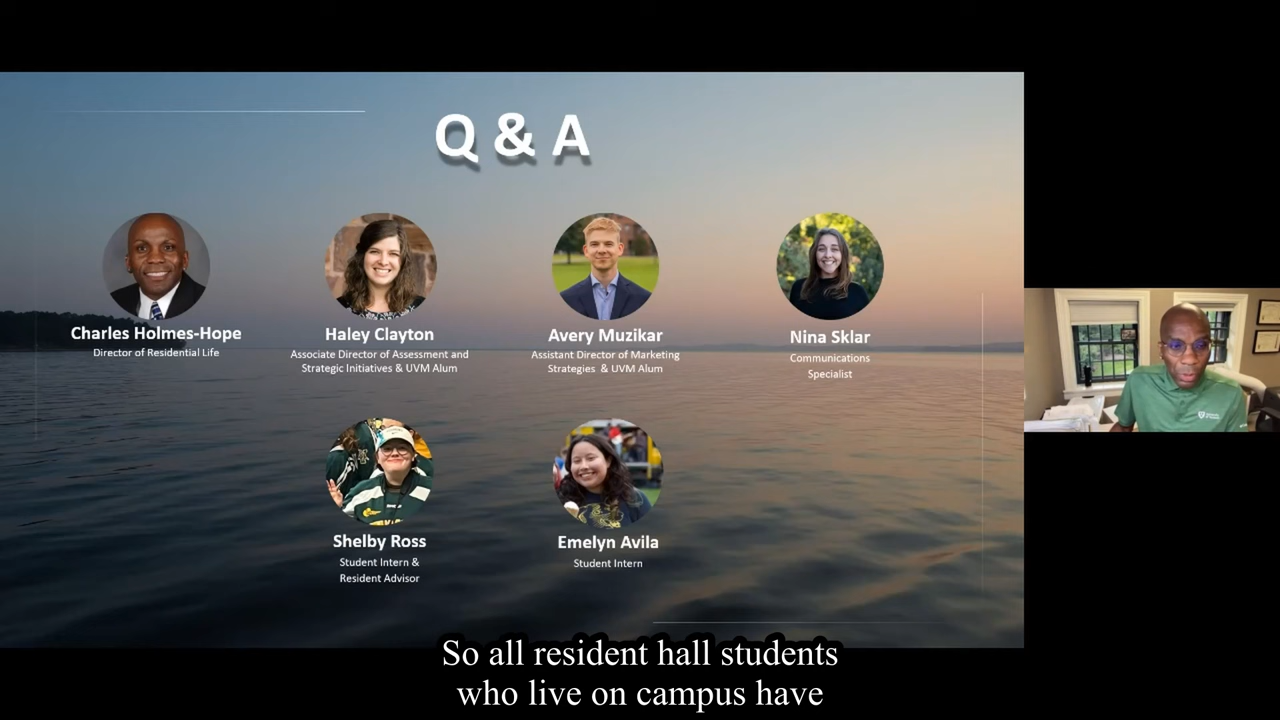 Q & A
Charles Holmes-Hope
Director of Residential Life
Haley Clayton
Associate Director of Assessment and
Strategic Initiatives & UVM Alum
Avery Muzikar
Assistant Director of Marketing
Strategies & UVM Alum
Nina Sklar
Communications
Specialist
Shelby Ross
Student Intern &
Resident Advisor
Emelyn Avila
Student Intern
So all resident hall students
who live on campus have